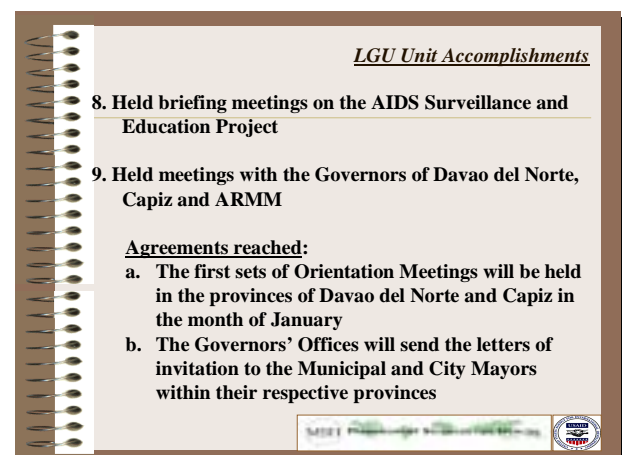 LGU Unit Accomplishments
8. Held briefing meetings on the AIDS Surveillance and
Education Project
9. Held meetings with the Governors of Davao del Norte,
Capiz and ARMM
Agreements reached:
a. The first sets of Orientation Meetings will be held
in the provinces of Davao del Norte and Capiz in
the month of January
b. The Governors' Offices will send the letters of
invitation to the Municipal and City Mayors
within their respective provinces
USAID